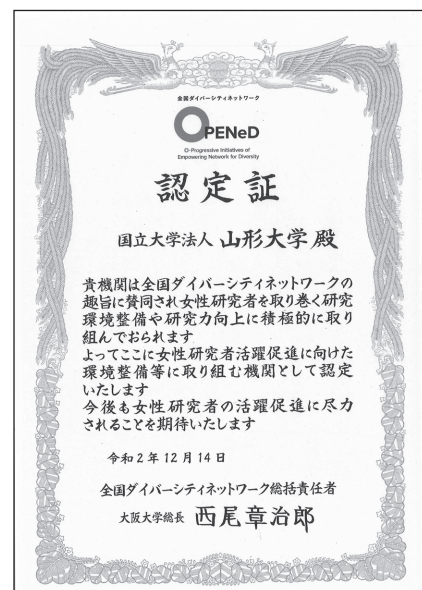 全国ダイバーシティネットワーク
OPENeD
O-Progressive Initiatives of
Empowering Network for Diversity
認定証
国立大学法人 山形大学 殿
貴機関は全国ダイバーシティネットワークの
趣旨に賛同され女性研究者を取り巻く研究
環境整備や研究力向上に積極的に取り
組んでおられます
よってここに女性研究者活躍促進に向けた
環境整備等に取り組む機関として認定
いたします
今後も女性研究者の活躍促進に尽力
されることを期待いたします
令和2年12月14日
全国ダイバーシティネットワーク総括責任者
大阪大学総長 西尾章治郎